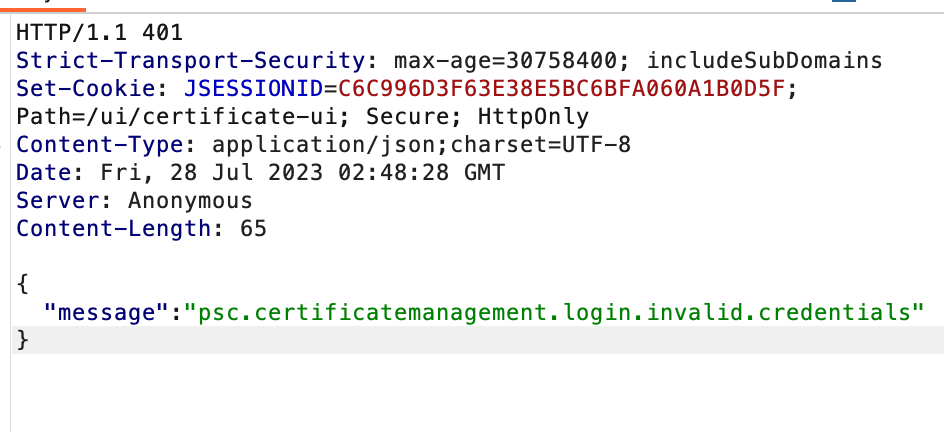 HTTP/1.1 401
Strict-Transport-Security: max-age=30758400; includeSubDomains
Set-Cookie: JSESSIONID=C6C996D3F63E38E5BC6BFA060A1B0D5F;
Path=/ui/certificate-ui; Secure; HttpOnly
Content-Type: application/json;charset=UTF-8
Date: Fri, 28 Jul 2023 02:48:28 GMT
Server: Anonymous
Content-Length: 65
{
"message":"psc.certificatemanagement.login.invalid.credentials"
}